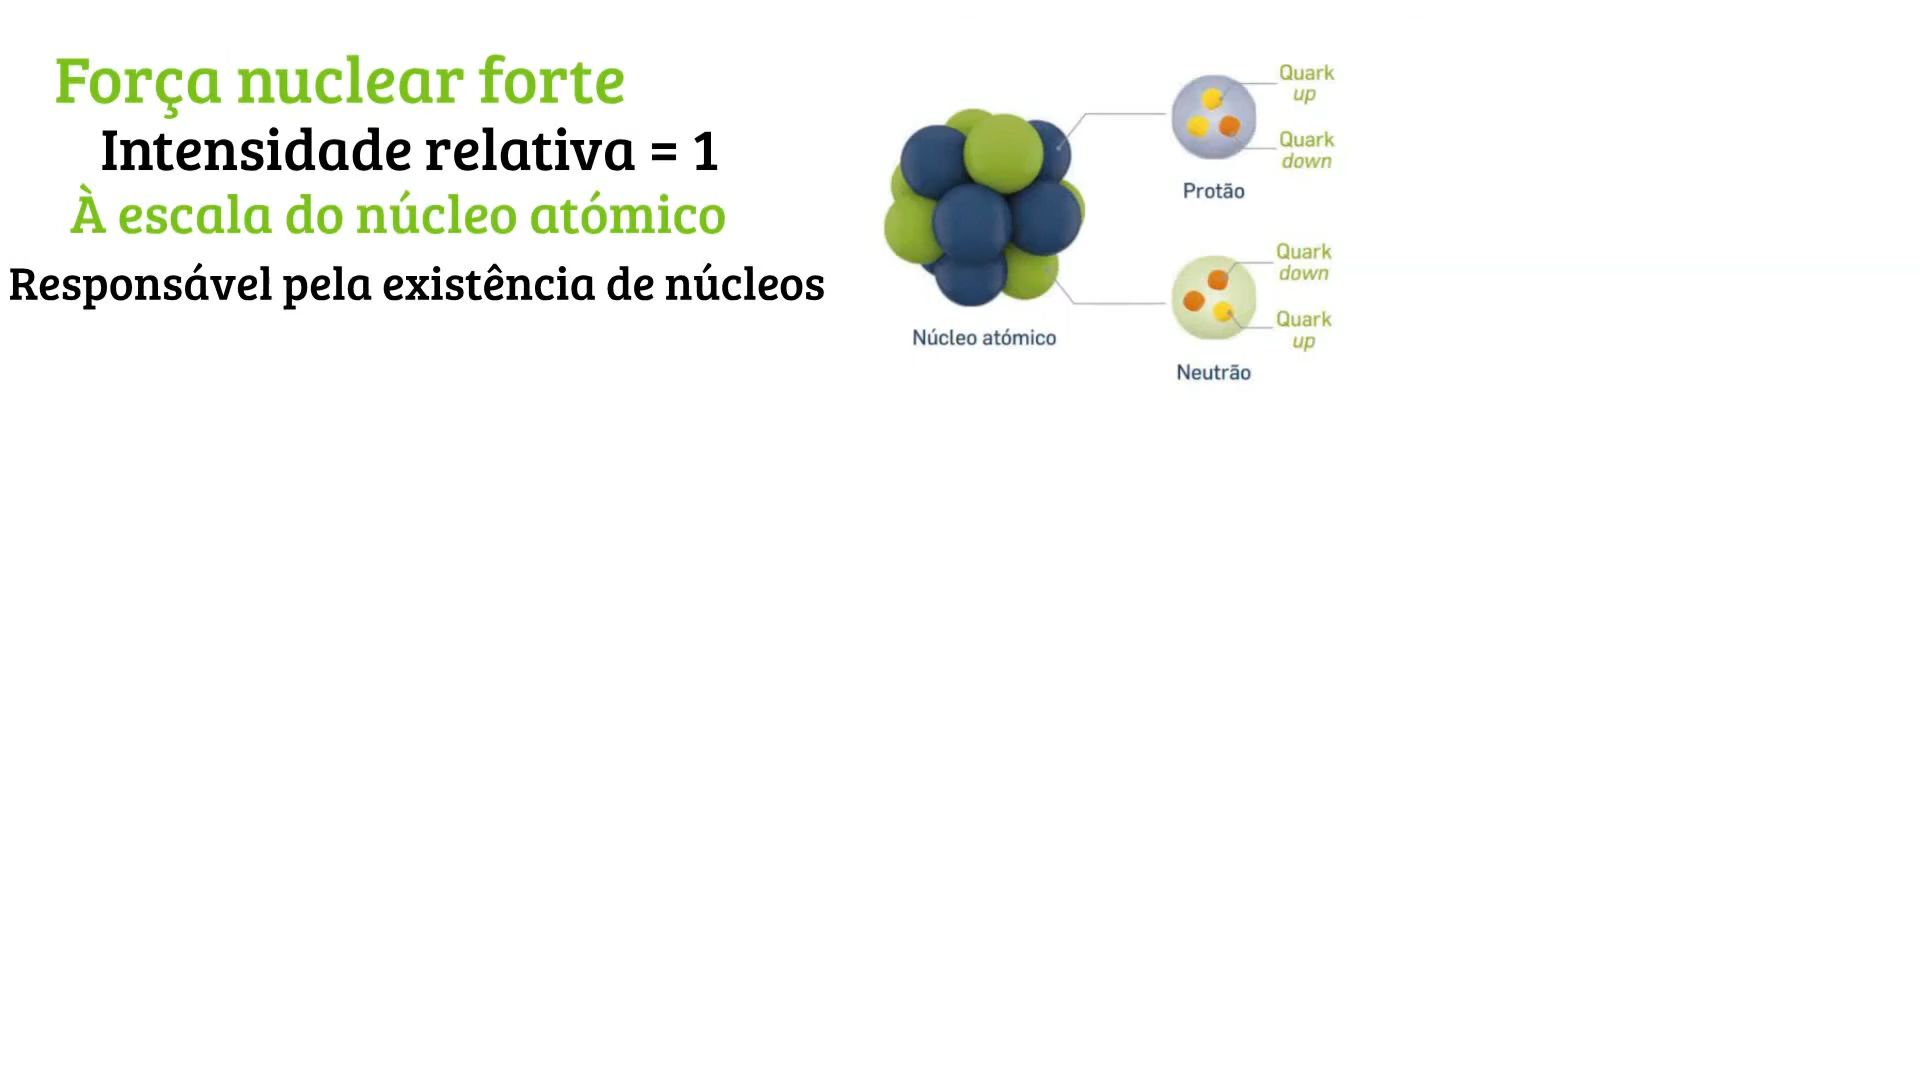 Força nuclear forte
Intensidade relativa = 1
À escala do núcleo atómico
Responsável pela existência de núcleos
Quark
up
Quark
down
Protão
Quark
down
Quark
up
Núcleo atómico
Neutrão